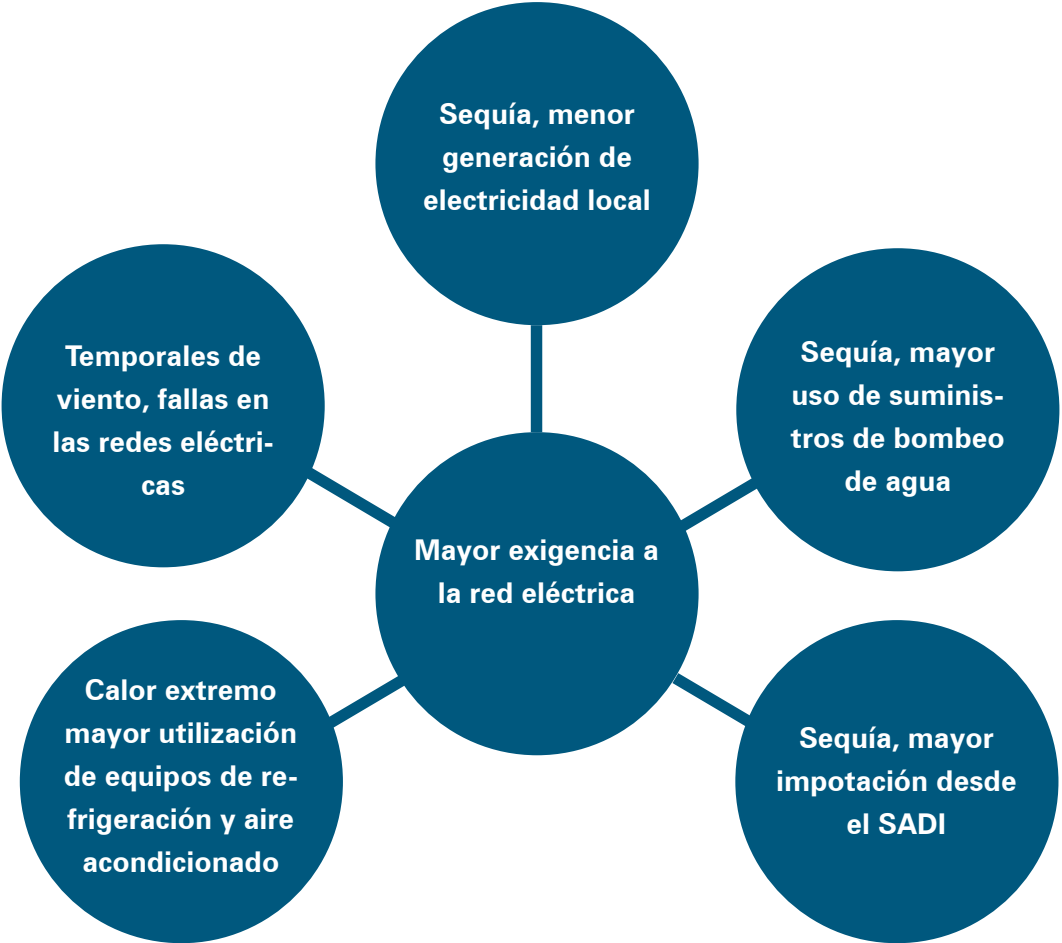 Sequía, menor
generación de
electricidad local
Temporales de
viento, fallas en
las redes eléctri-
cas
Sequía, mayor
uso de suminis-
tros de bombeo
de agua
Mayor exigencia a
la red eléctrica
Calor extremo
mayor utilización
de equipos de re-
frigeración y aire
acondicionado
Sequía, mayor
impotación desde
el SADI